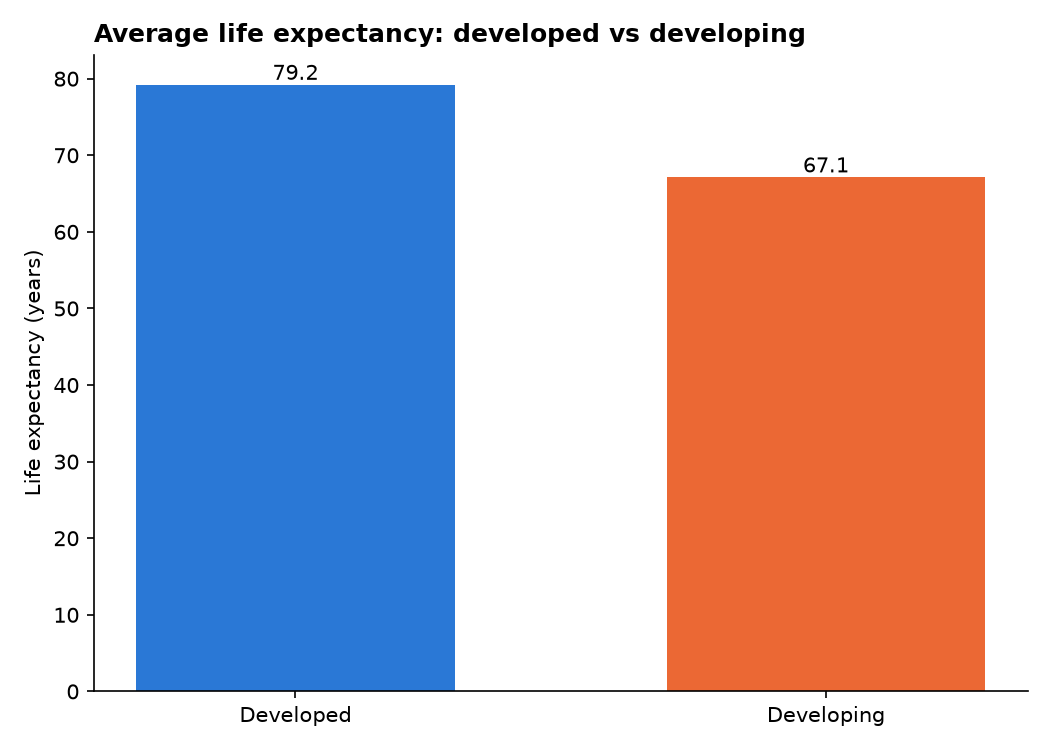 Average life expectancy: developed vs developing
79.2
67.1
Life expectancy (years)
80
70
60
50
40
30
20
10
0
Developed
Developing